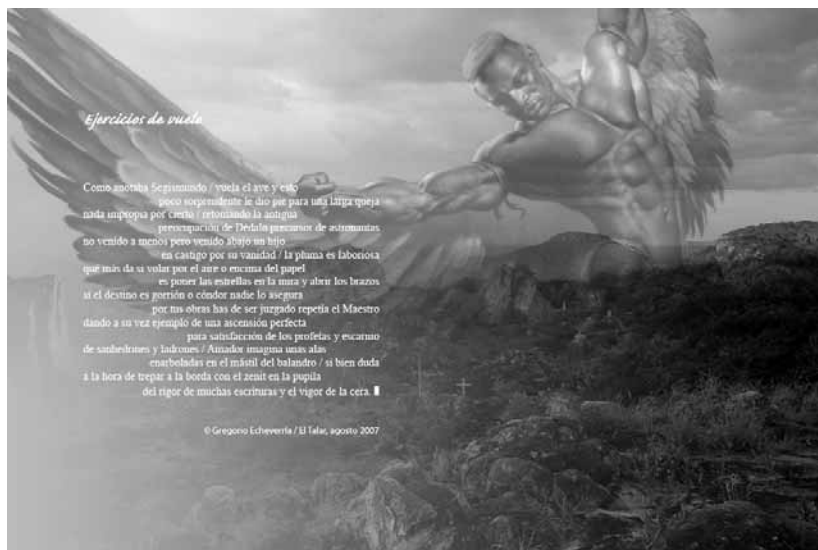 Ejercicios de vuelo
Como anotaba Segismundo / vuela el ave y esto
poco sorprendente le dio pie para una larga queja
nada impropia por cierto / retomando la antigua
preocupación de Dédalo precursor de astronautas
no venido a menos pero venido abajo un hijo
en castigo por su vanidad / la pluma es laboriosa
qué más da si volar por el aire o encima del papel
es poner las estrellas en la mira y abrir los brazos
si el destino es gorrión o cóndor nadie lo asegura
por tus obras has de ser juzgado repetía el Maestro
dando a su vez ejemplo de una ascensión perfecta
para satisfacción de los profetas y escarnio
de sanhedrines y ladrones / Amador imagina unas alas
enarboladas en el mástil del balandro / si bien duda
a la hora de trepar a la borda con el zenit en la pupila
del rigor de muchas escrituras y el vigor de la cera.
© Gregorio Echeverría / El Talar, agosto 2007